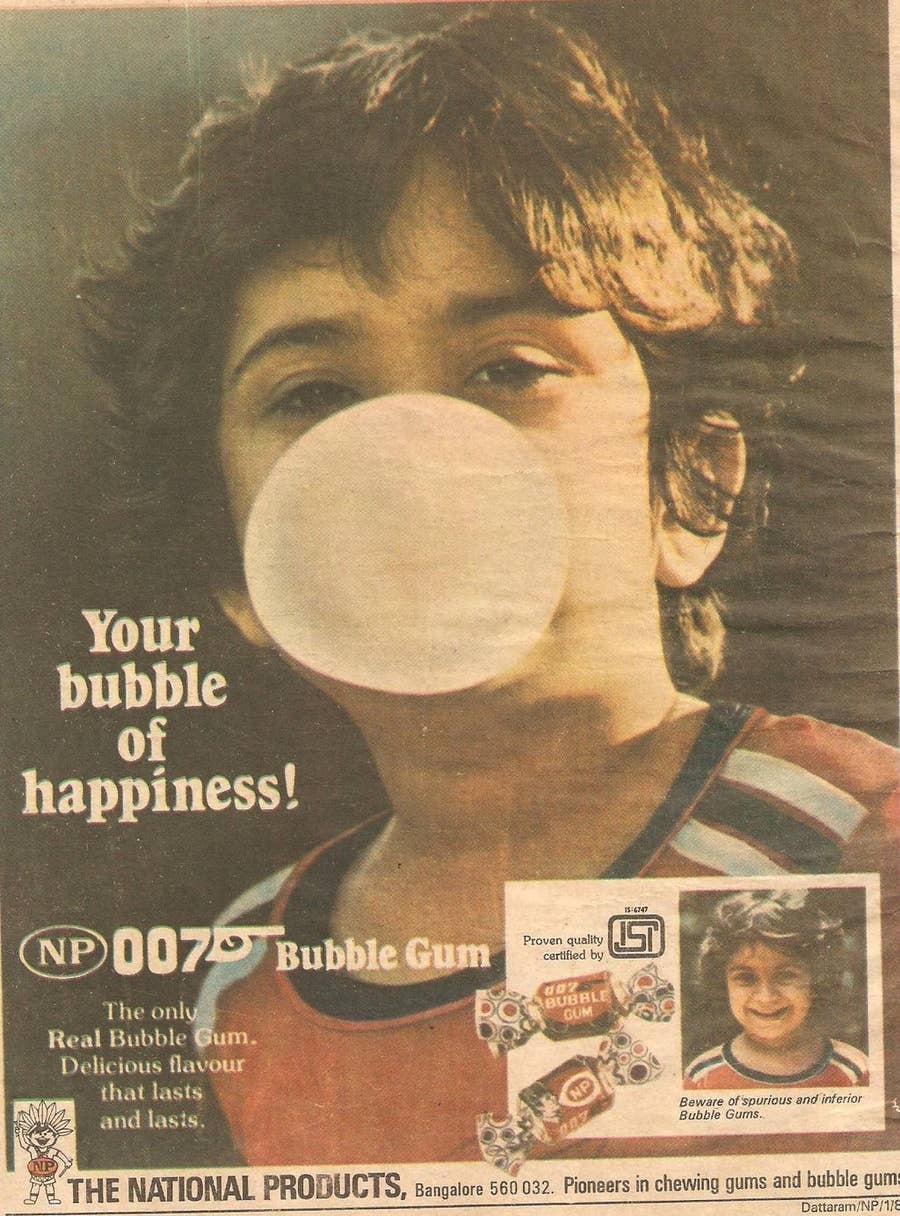 Your
bubble
of
happiness!
NP 007 Bubble Gum
The only
Real Bubble Gum.
Delicious flavour
that lasts
and lasts.
IS:6747
Proven quality
certified by
ISI
007
BUBBLE
GUM
NP
007
Beware of spurious and inferior
Bubble Gums.
NP
THE NATIONAL PRODUCTS, Bangalore 560 032. Pioneers in chewing gums and bubble gums
Dattaram/NP/1/8